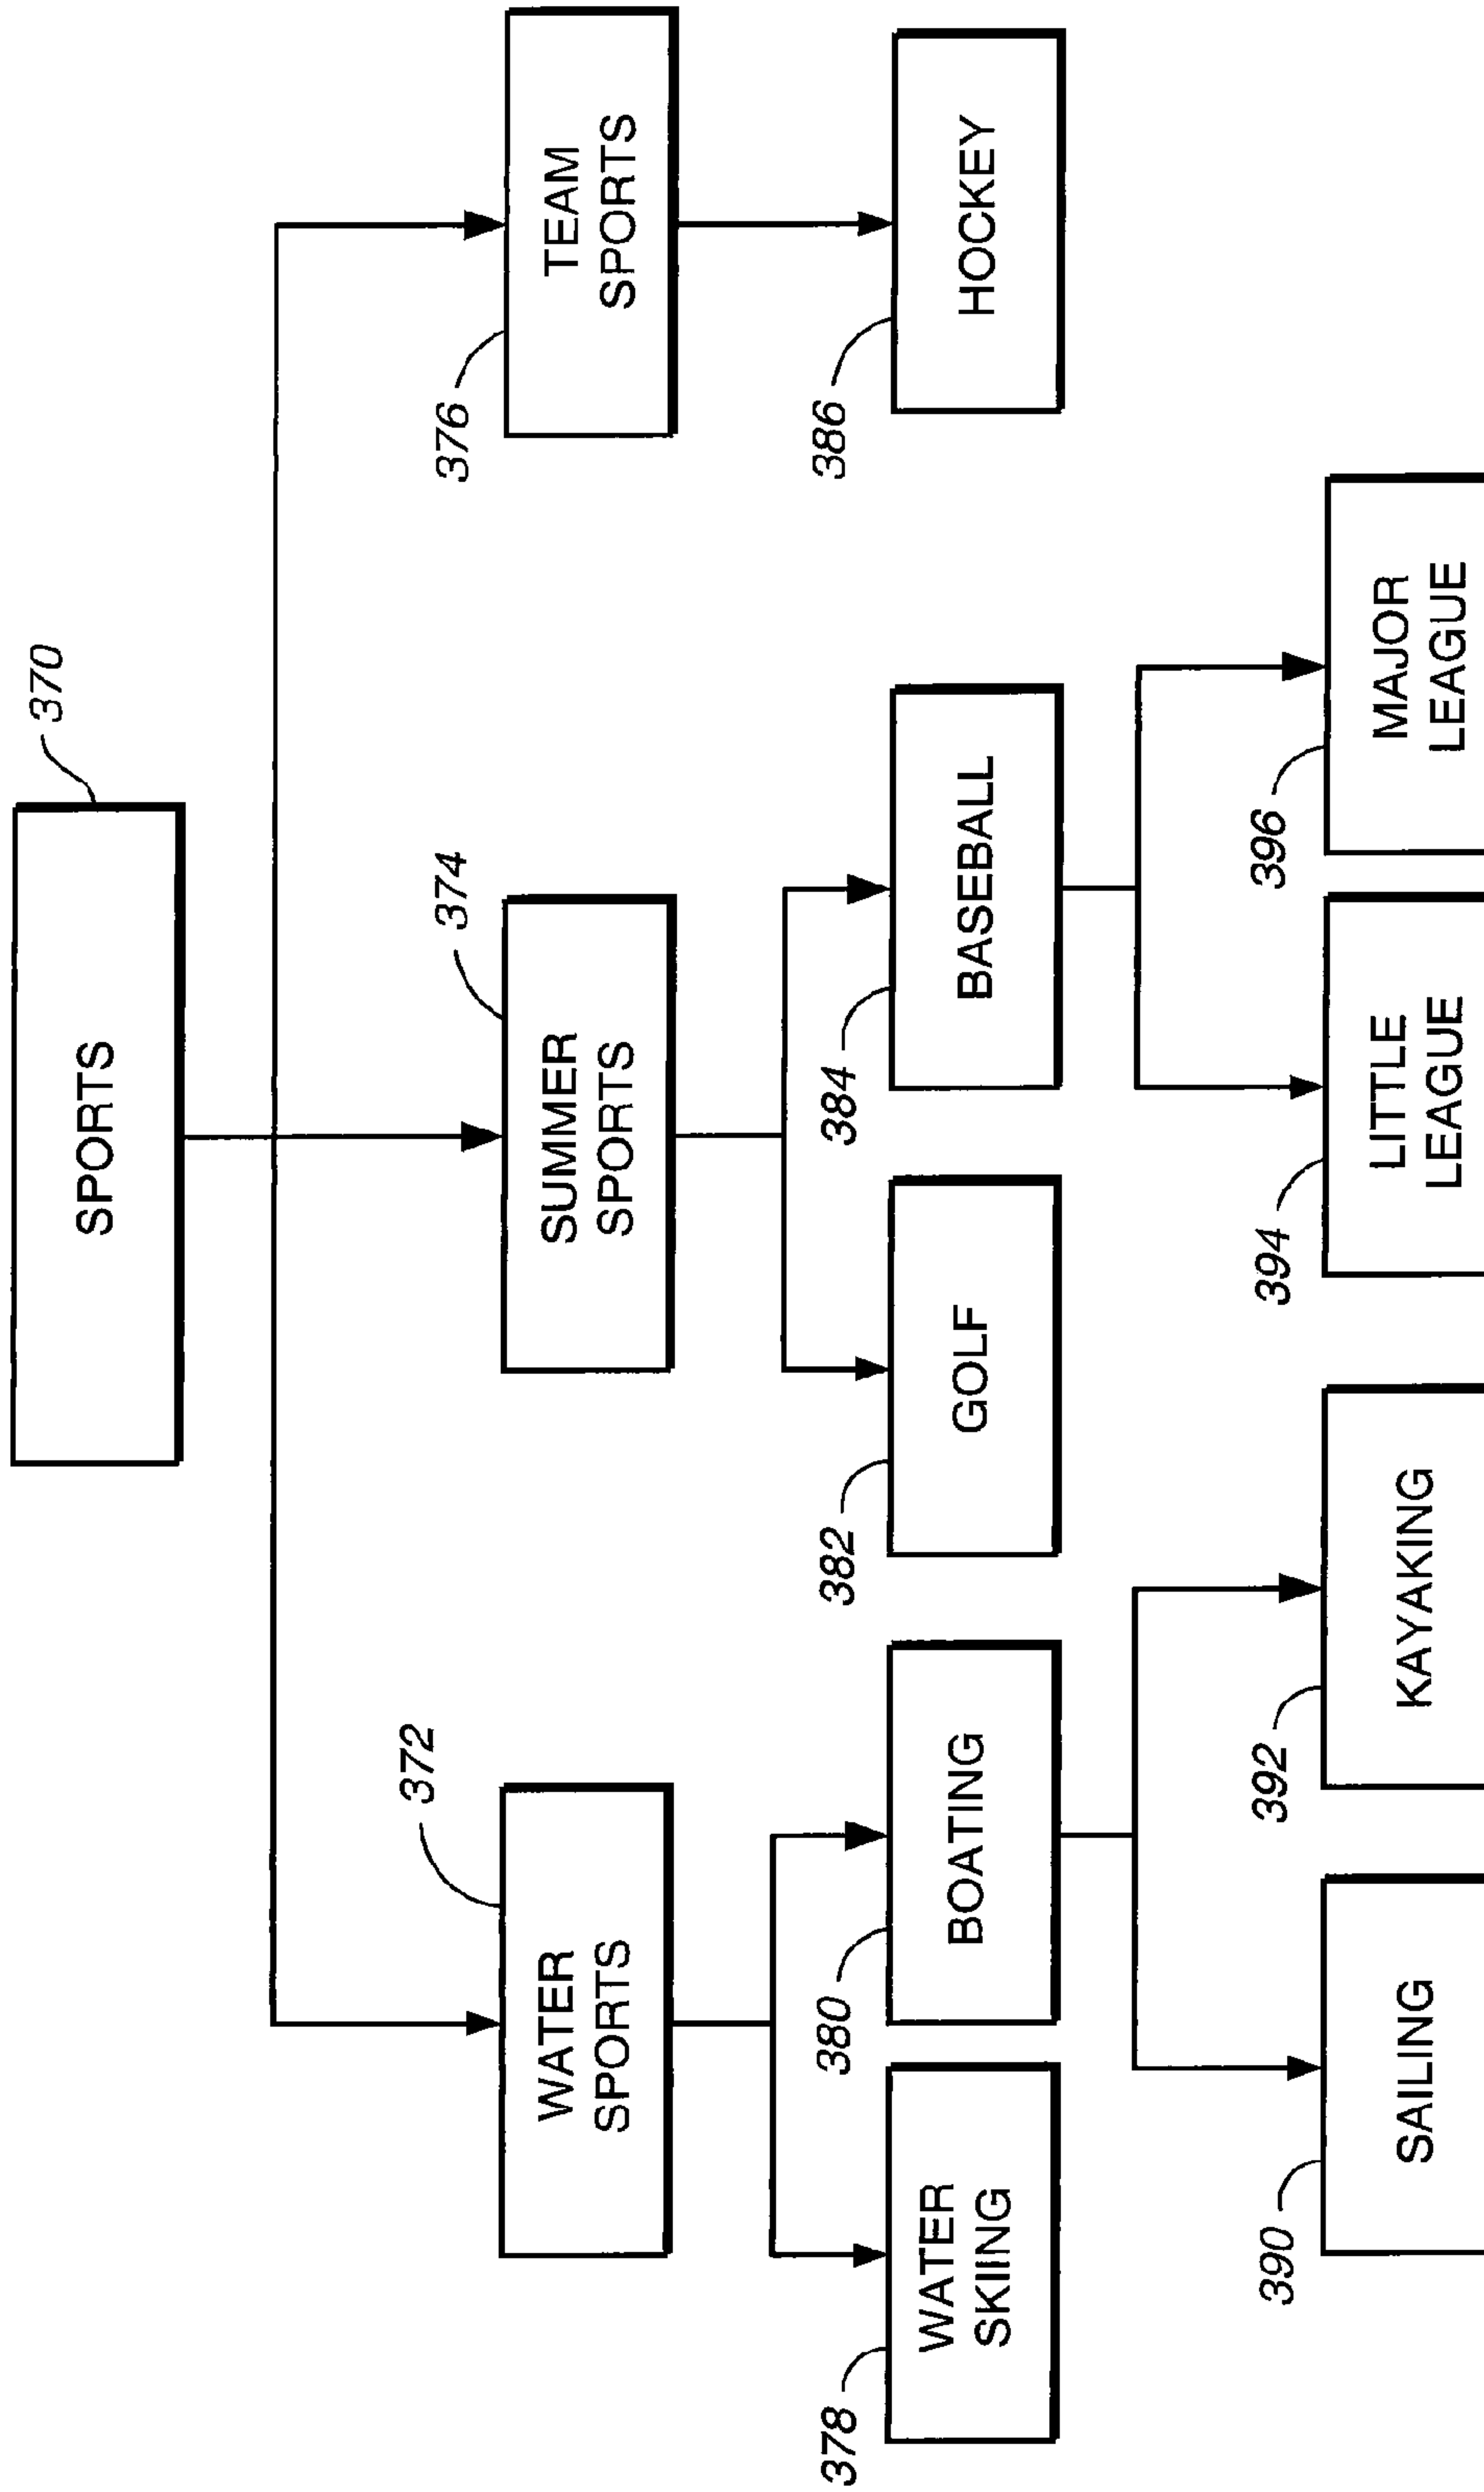 SPORTS
370
WATER
SPORTS
372
SUMMER
SPORTS
374
TEAM
SPORTS
376
WATER
SKIING
378
BOATING
380
GOLF
382
BASEBALL
384
HOCKEY
386
SAILING
390
KAYAKING
392
LITTLE
LEAGUE
394
MAJOR
LEAGUE
396